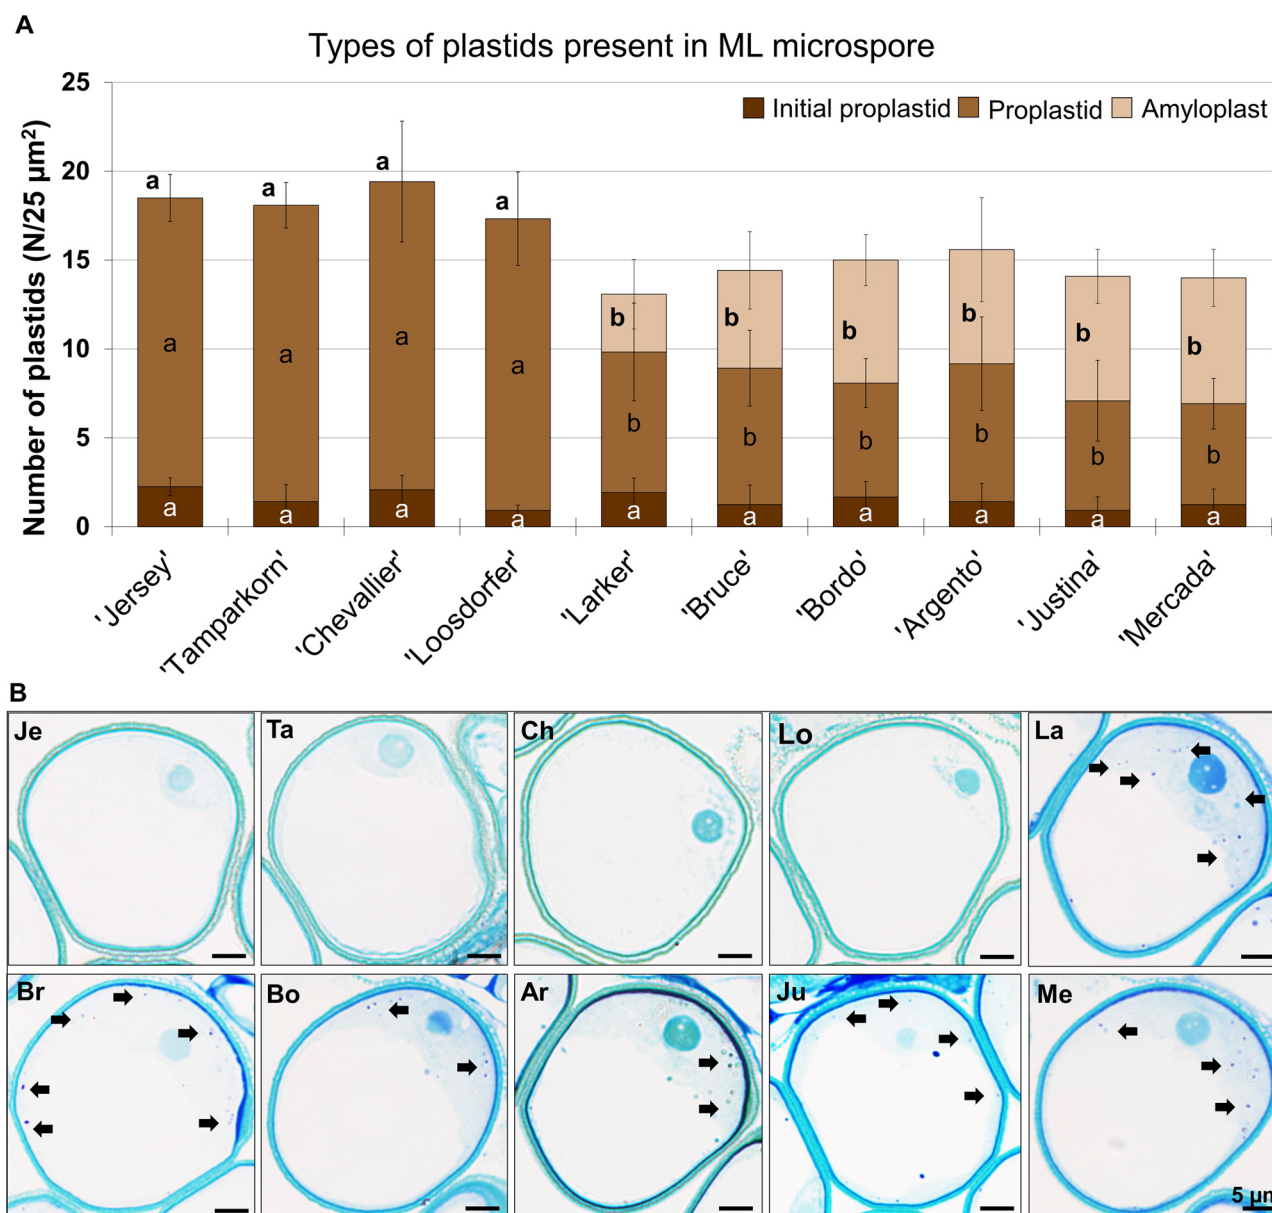 A
Types of plastids present in ML microspore
Number of plastids (N/25 µm²)
25
20
15
10
5
0
Initial proplastid
Proplastid
Amyloplast
a a a a
a a a a
b b b b b b
b b b b b b
a a a a a a a a a a
'Jersey'
'Tamparkorn'
'Chevallier'
'Loosdorfer'
'Larker'
'Bruce'
'Bordo'
'Argento'
'Justina'
'Mercada'
B
Je
Ta
Ch
Lo
La
Br
Bo
Ar
Ju
Me
5 µm